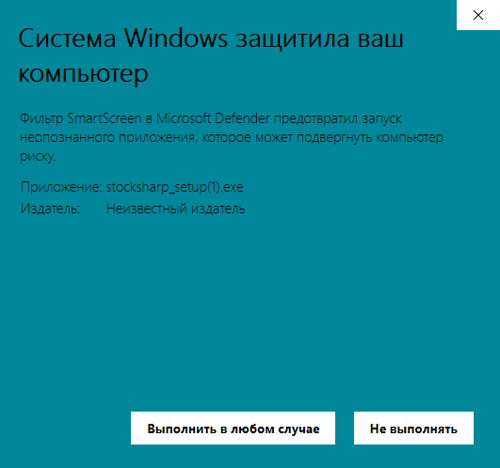 Система Windows защитила ваш
компьютер
Фильтр SmartScreen в Microsoft Defender предотвратил запуск
неопознанного приложения, которое может подвергнуть компьютер
риску.
Приложение: stocksharp_setup(1).exe
Издатель: Неизвестный издатель
Выполнить в любом случае
Не выполнять